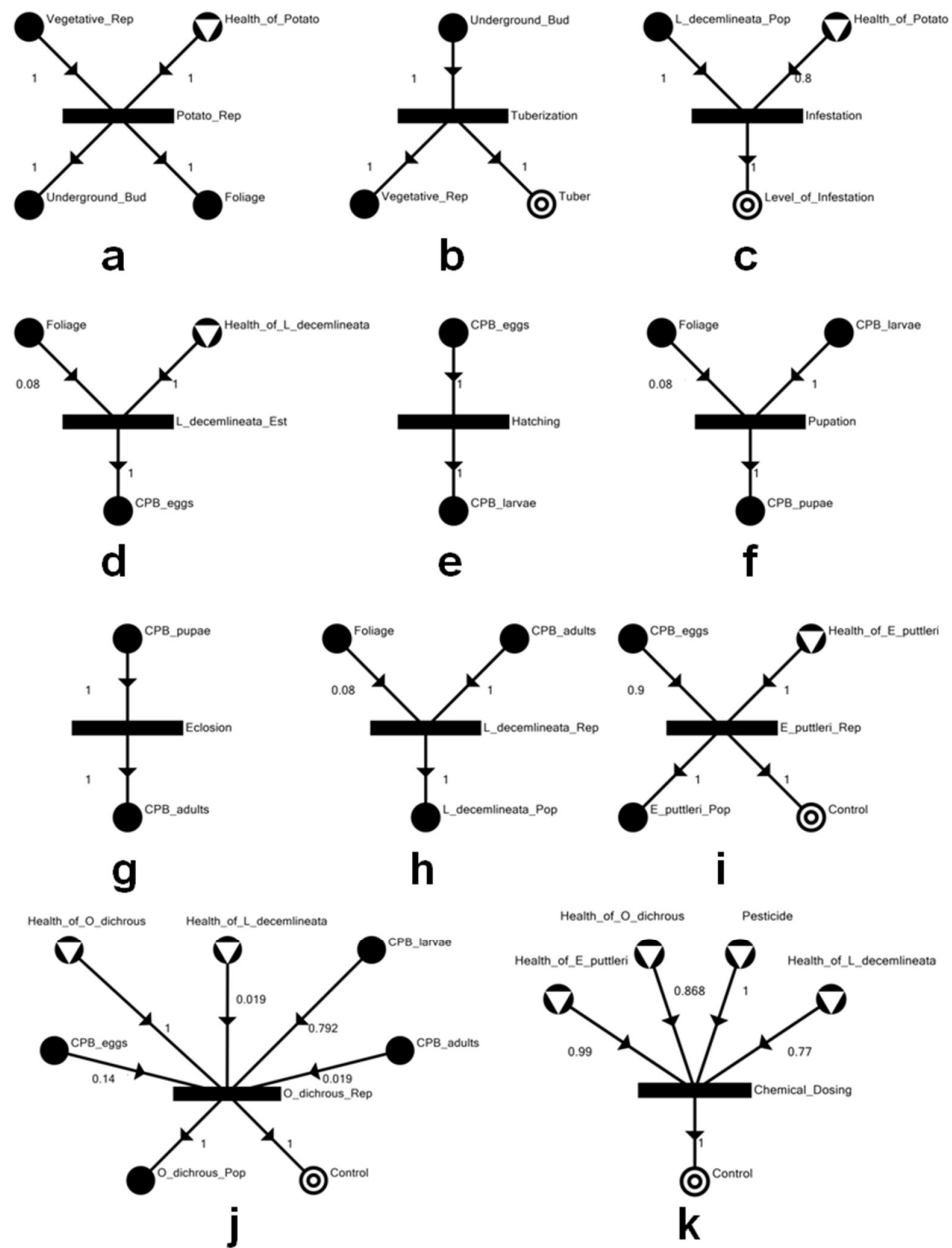 Vegetative_Rep
Health_of_Potato
1
1
Potato_Rep
1
1
Underground_Bud
Foliage
a
Underground_Bud
1
Tuberization
1
1
Vegetative_Rep
Tuber
b
L_decemlineata_Pop
Health_of_Potato
1
0.8
Infestation
1
Level_of_Infestation
c
Foliage
Health_of_L_decemlineata
0.08
1
L_decemlineata_Est
1
CPB_eggs
d
CPB_eggs
1
Hatching
1
CPB_larvae
e
Foliage
CPB_larvae
0.08
1
Pupation
1
CPB_pupae
f
CPB_pupae
1
Eclosion
1
CPB_adults
g
Foliage
CPB_adults
0.08
1
L_decemlineata_Rep
1
L_decemlineata_Pop
h
CPB_eggs
Health_of_E_puttleri
0.9
1
E_puttleri_Rep
1
1
E_puttleri_Pop
Control
i
Health_of_O_dichrous
Health_of_L_decemlineata
CPB_larvae
0.019
1
0.792
CPB_eggs
CPB_adults
0.14
0.019
O_dichrous_Rep
1
1
O_dichrous_Pop
Control
j
Health_of_O_dichrous
Pesticide
Health_of_E_puttleri
Health_of_L_decemlineata
0.868
1
0.99
0.77
Chemical_Dosing
1
Control
k